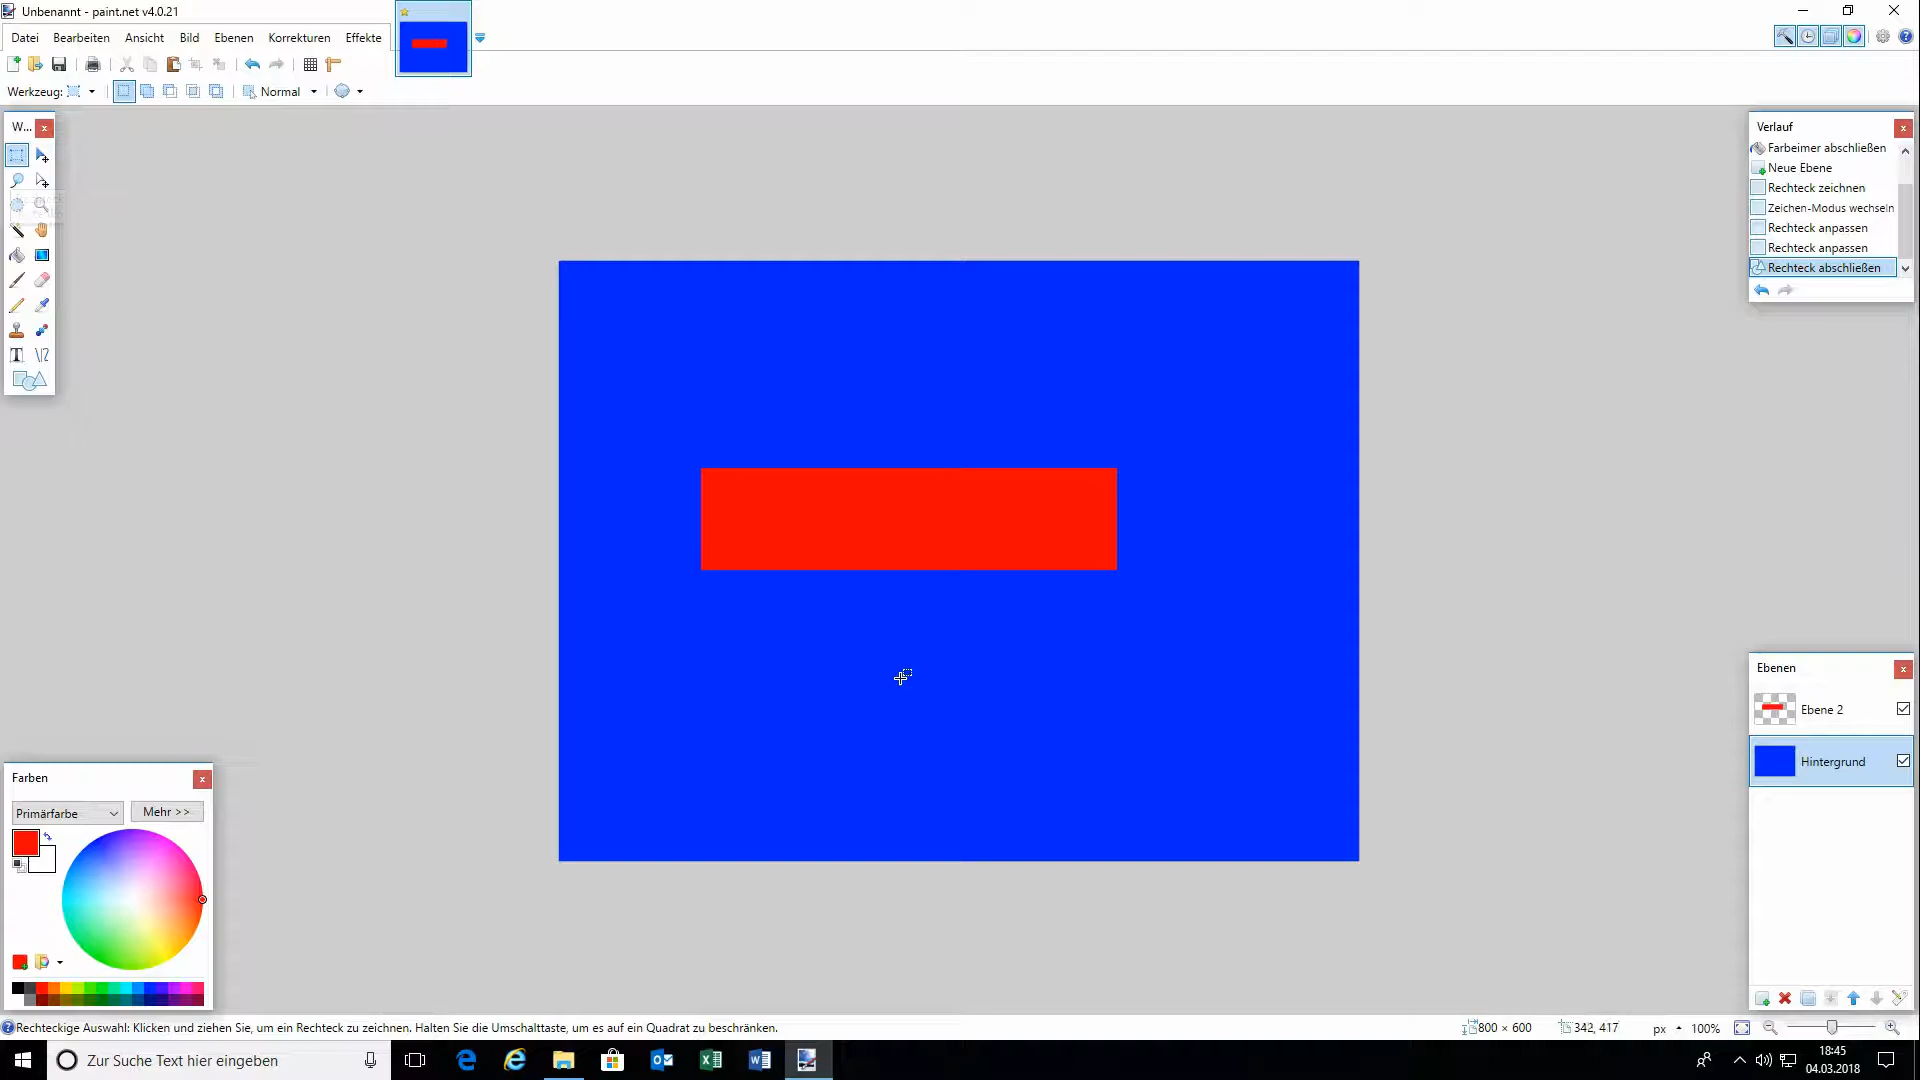 Unbenannt - paint.net v4.0.21
Datei Bearbeiten Ansicht Bild Ebenen Korrekturen Effekte
Werkzeug: Normal
W...
Verlauf
Farbeimer abschließen
Neue Ebene
Rechteck zeichnen
Zeichen-Modus wechseln
Rechteck anpassen
Rechteck anpassen
Rechteck abschließen
Ebenen
Ebene 2
Hintergrund
Farben
Primärfarbe Mehr >>
Rechteckige Auswahl: Klicken und ziehen Sie, um ein Rechteck zu zeichnen. Halten Sie die Umschalttaste, um es auf ein Quadrat zu beschränken.
800 × 600 342, 417 px 100%
Zur Suche Text hier eingeben
18:45
04.03.2018